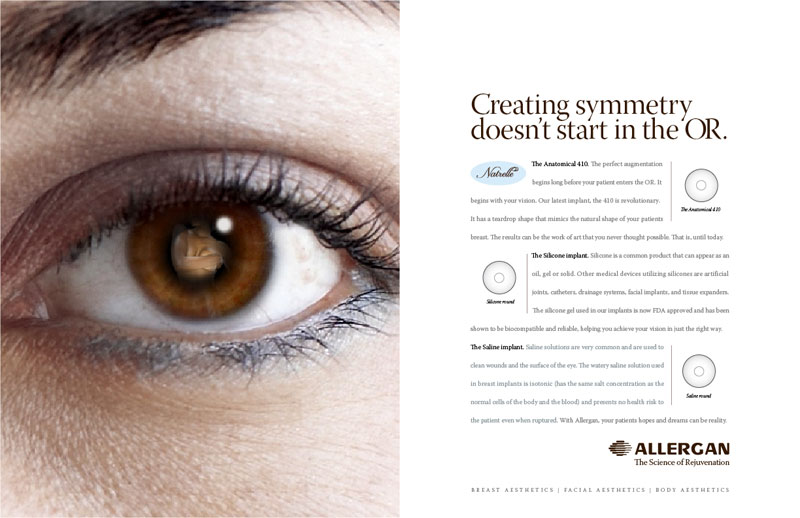 Creating symmetry
doesn't start in the OR.
Natrelle
The Anatomical 410. The perfect augmentation
begins long before your patient enters the OR. It
begins with your vision. Our latest implant, the 410 is revolutionary.
It has a teardrop shape that mimics the natural shape of your patients
breast. The results can be the work of art that you never thought possible. That is, until today.
The Anatomical 410
The Silicone implant. Silicone is a common product that can appear as an
oil, gel or solid. Other medical devices utilizing silicones are artificial
joints, catheters, drainage systems, facial implants, and tissue expanders.
The silicone gel used in our implants is now FDA approved and has been
shown to be biocompatible and reliable, helping you achieve your vision in just the right way.
Silicone round
The Saline implant. Saline solutions are very common and are used to
clean wounds and the surface of the eye. The watery saline solution used
in breast implants is isotonic (has the same salt concentration as the
normal cells of the body and the blood) and presents no health risk to
the patient even when ruptured. With Allergan, your patients hopes and dreams can be reality.
Saline round
ALLERGAN
The Science of Rejuvenation
BREAST AESTHETICS | FACIAL AESTHETICS | BODY AESTHETICS